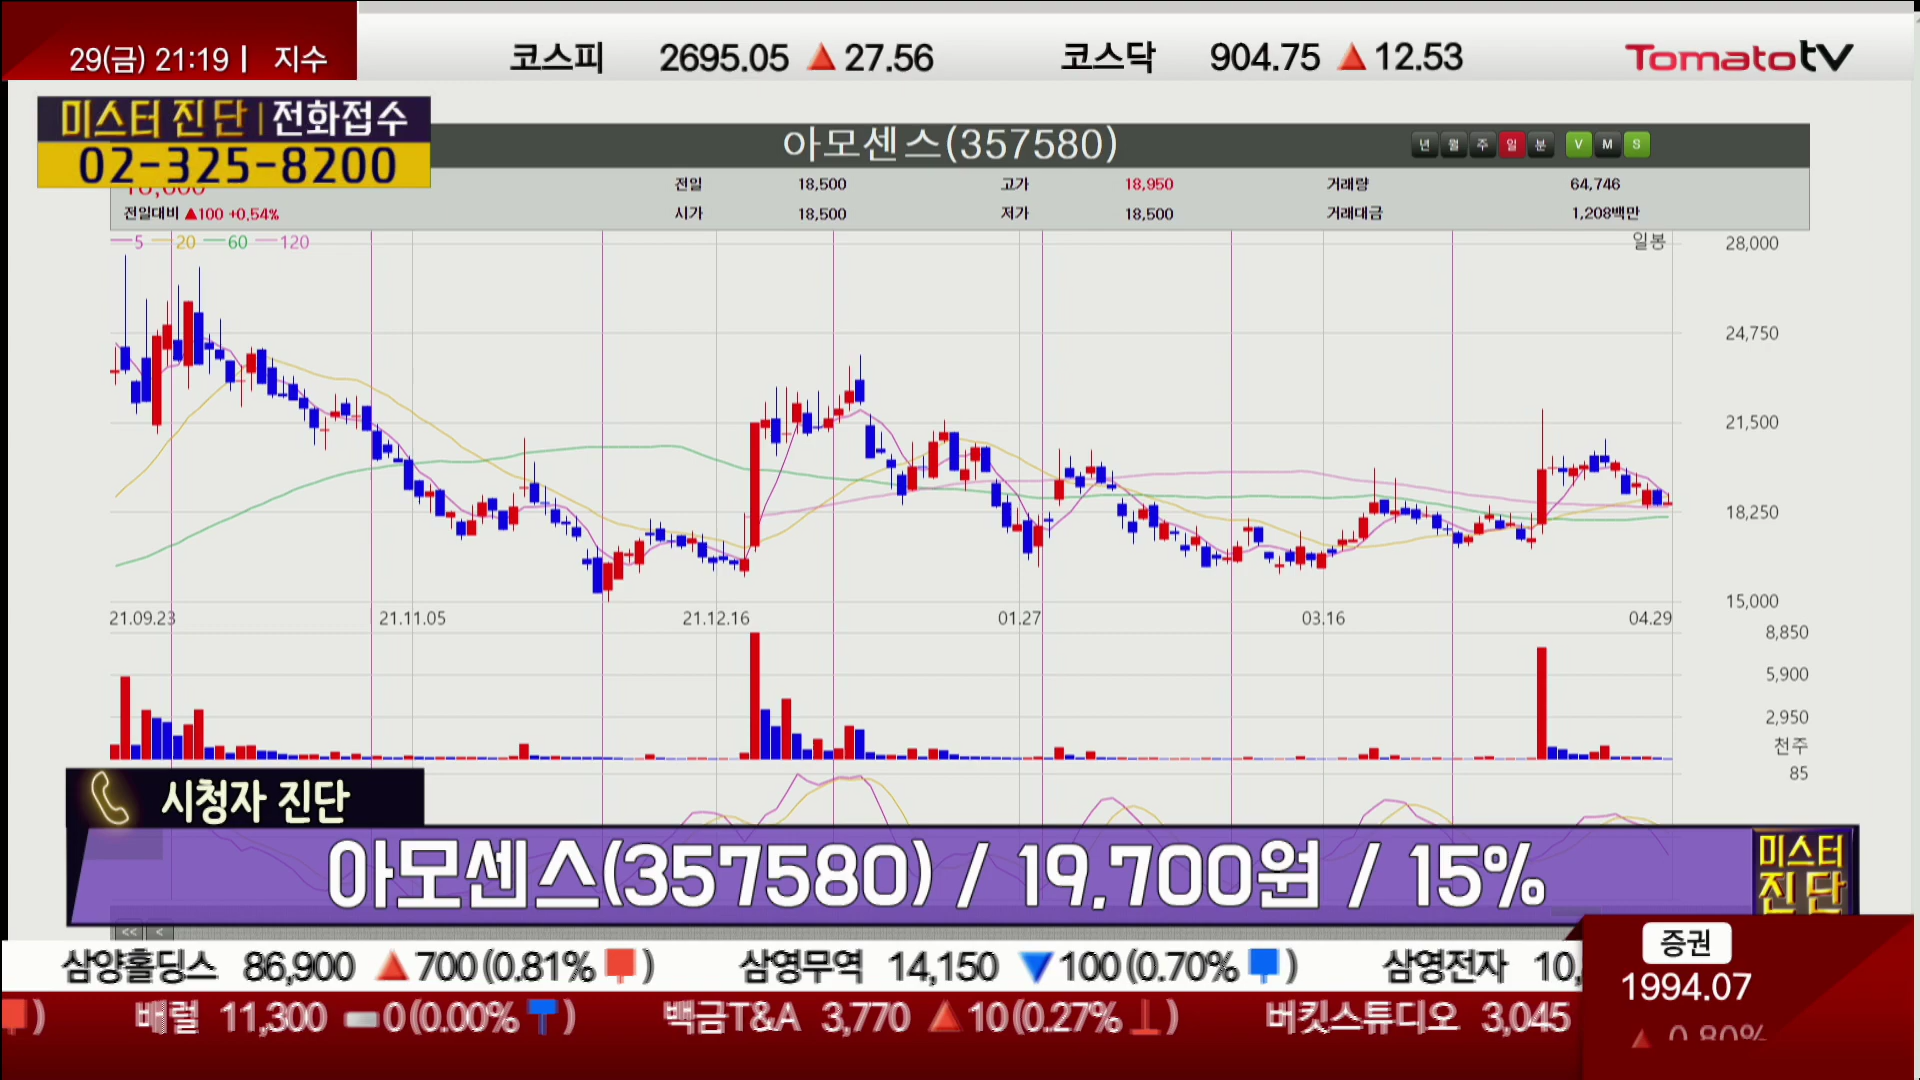 29(금) 21:19 | 지수
코스피 2695.05 ▲ 27.56 코스닥 904.75 ▲ 12.53
TomatotV
미스터 진단 | 전화접수
02-325-8200
아모센스(357580)
년 월 주 일 분 V M S
전일 18,500 고가 18,950 거래량 64,746
전일대비 ▲100 +0,54% 시가 18,500 저가 18,500 거래대금 1,208백만
5 20 60 120
일봉
28,000
24,750
21,500
18,250
15,000
21.09.23 21.11.05 21.12.16 01.27 03.16 04.29
8,850
5,900
2,950
천주
85
시청자 진단
아모센스(357580) / 19,700원 / 15%
미스터
진단
<< <
삼양홀딩스 86,900 ▲ 700 (0.81% ) 삼영무역 14,150 ▼ 100 (0.70% ) 삼영전자 10,
증권
1994.07
▲ 0.80%
) 배럴 11,300 0 (0.00% ) 백금T&A 3,770 ▲ 10 (0.27% ) 버킷스튜디오 3,045